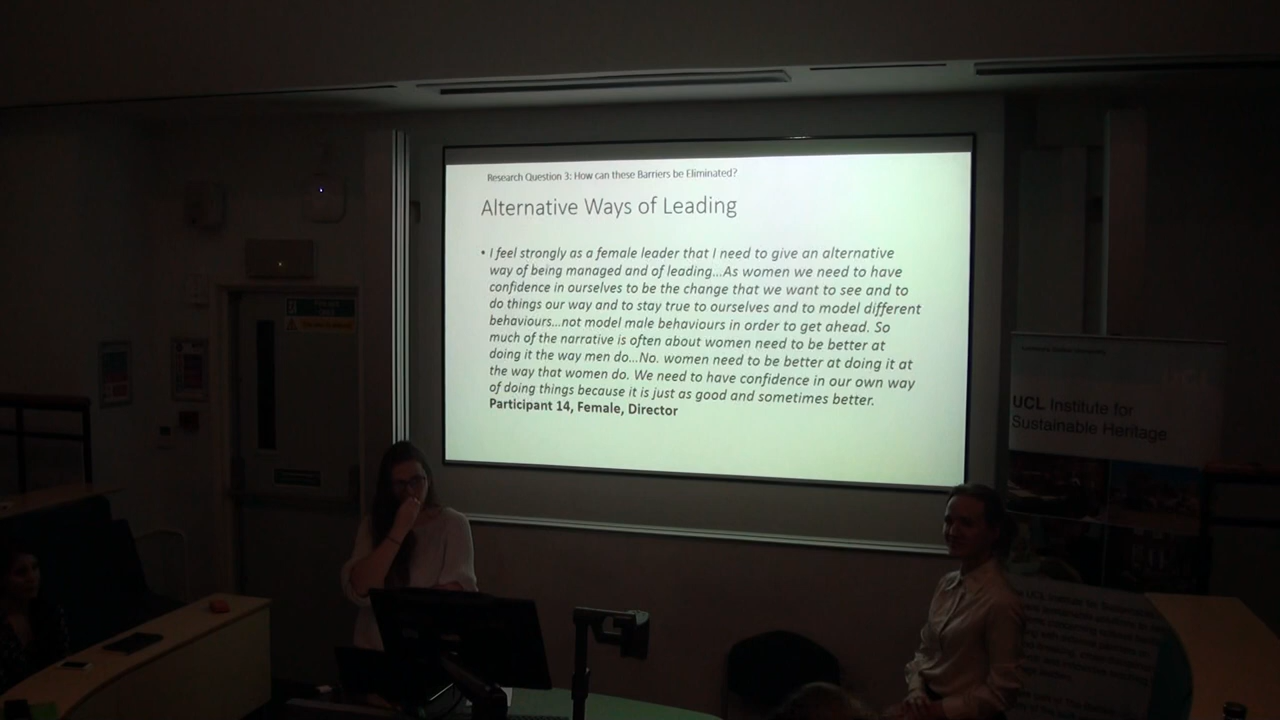 Research Question 3: How can these Barriers be Eliminated?
Alternative Ways of Leading
• I feel strongly as a female leader that I need to give an alternative
way of being managed and of leading...As women we need to have
confidence in ourselves to be the change that we want to see and to
do things our way and to stay true to ourselves and to model different
behaviours...not model male behaviours in order to get ahead. So
much of the narrative is often about women need to be better at
doing it the way men do...No. women need to be better at doing it at
the way that women do. We need to have confidence in our own way
of doing things because it is just as good and sometimes better.
Participant 14, Female, Director
UCL
UCL Institute for
Sustainable Heritage